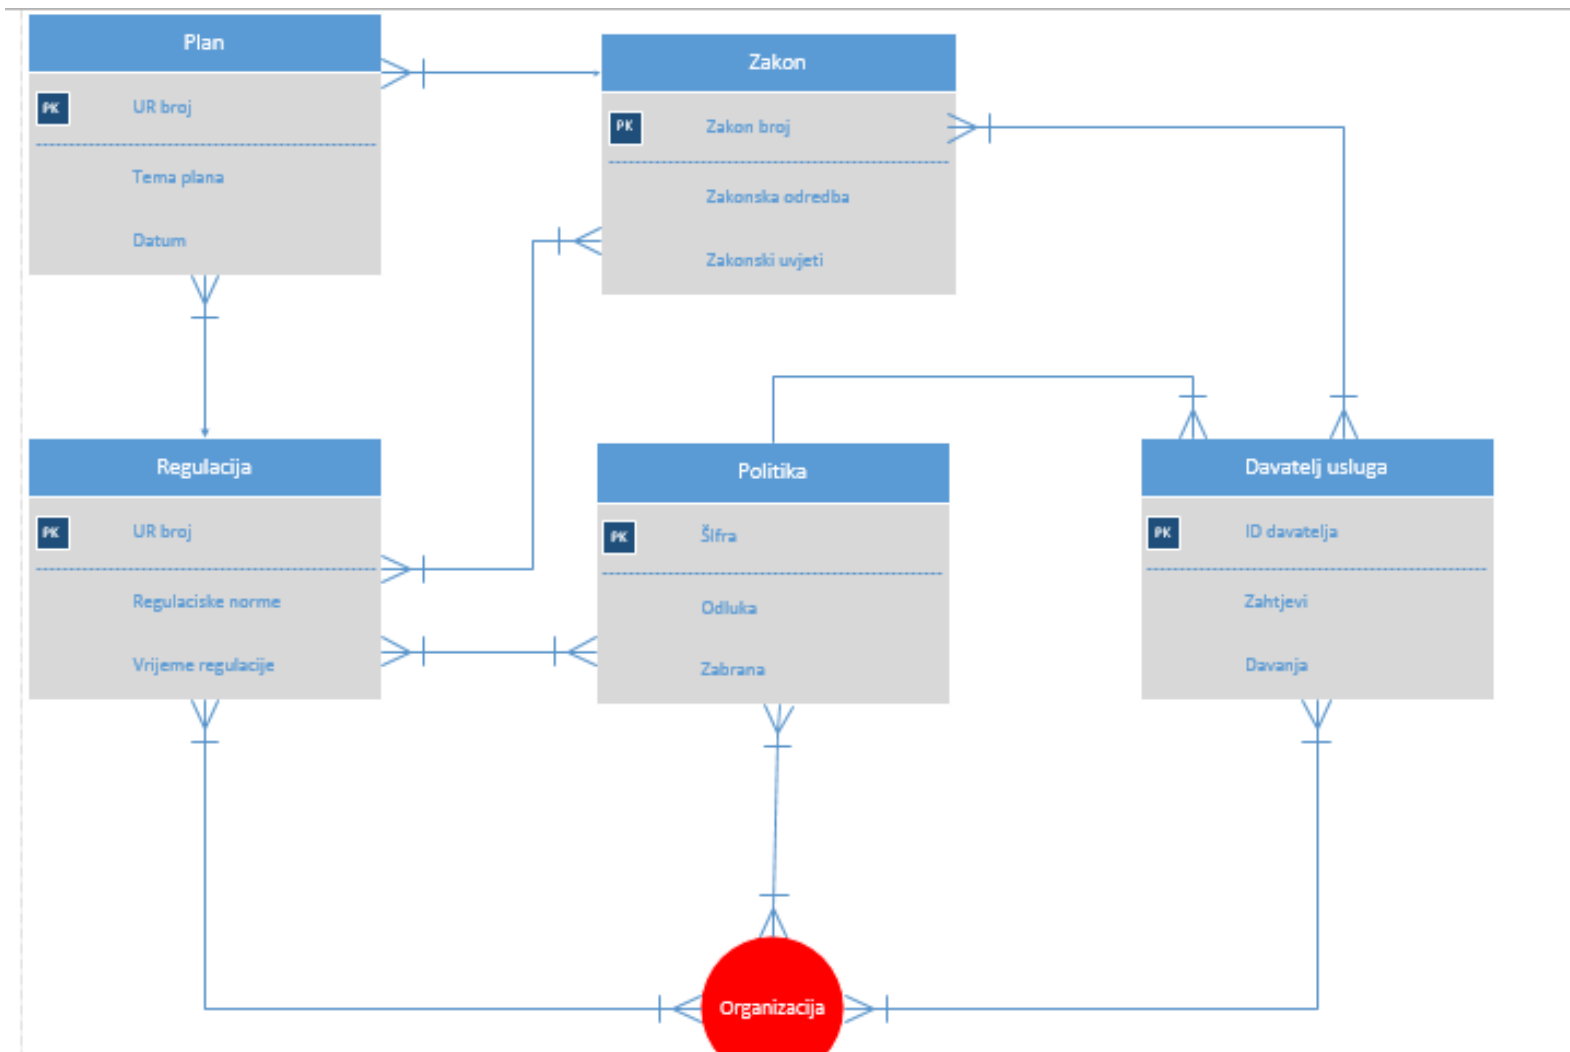 Plan
PK UR broj
Tema plana
Datum
Zakon
PK Zakon broj
Zakonska odredba
Zakonski uvjeti
Regulacija
PK UR broj
Regulaciske norme
Vrijeme regulacije
Politika
PK ŠIfra
Odluka
Zabrana
Davatelj usluga
PK ID davatelja
Zahtjevi
Davanja
Organizacija